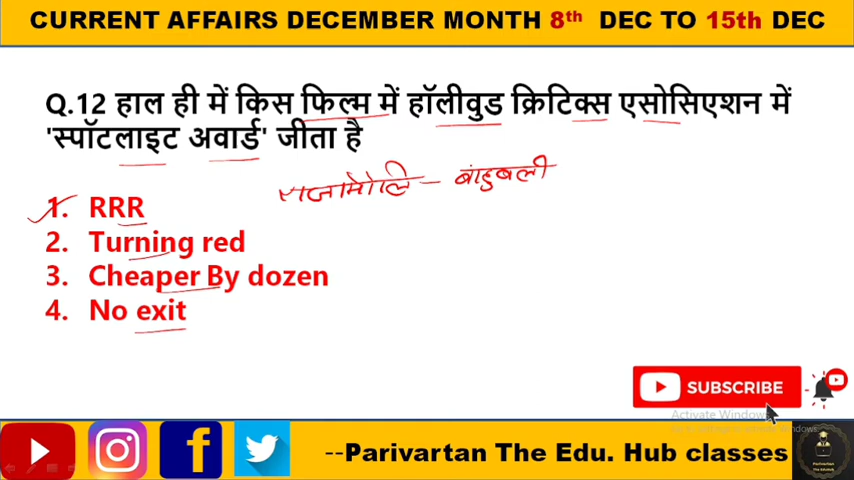 CURRENT AFFAIRS DECEMBER MONTH 8th DEC TO 15th DEC
Q.12 हाल ही में किस फिल्म में हॉलीवुड क्रिटिक्स एसोसिएशन में
'स्पॉटलाइट अवार्ड' जीता है
राजामौलि – बाहुबली
1. RRR
2. Turning red
3. Cheaper By dozen
4. No exit
SUBSCRIBE
Activate Windows
--Parivartan The Edu. Hub classes
Parivartan